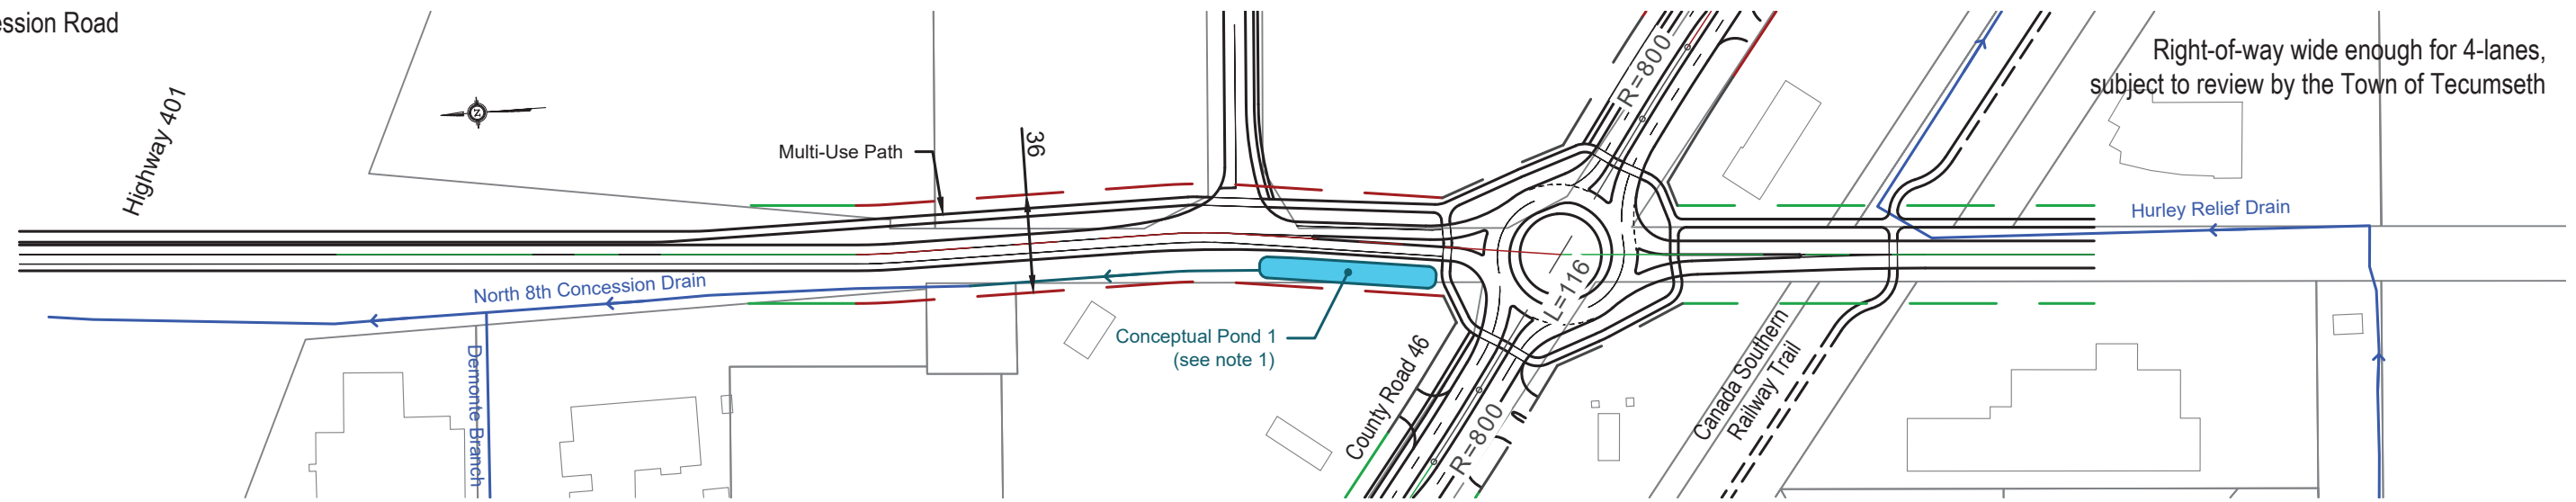 ession Road
Highway 401
Z
Multi-Use Path
36
R=800
Right-of-way wide enough for 4-lanes,
subject to review by the Town of Tecumseth
Hurley Relief Drain
North 8th Concession Drain
Demonte Branch
Conceptual Pond 1
(see note 1)
L=116
County Road 46
R=800
Canada Southern
Railway Trail